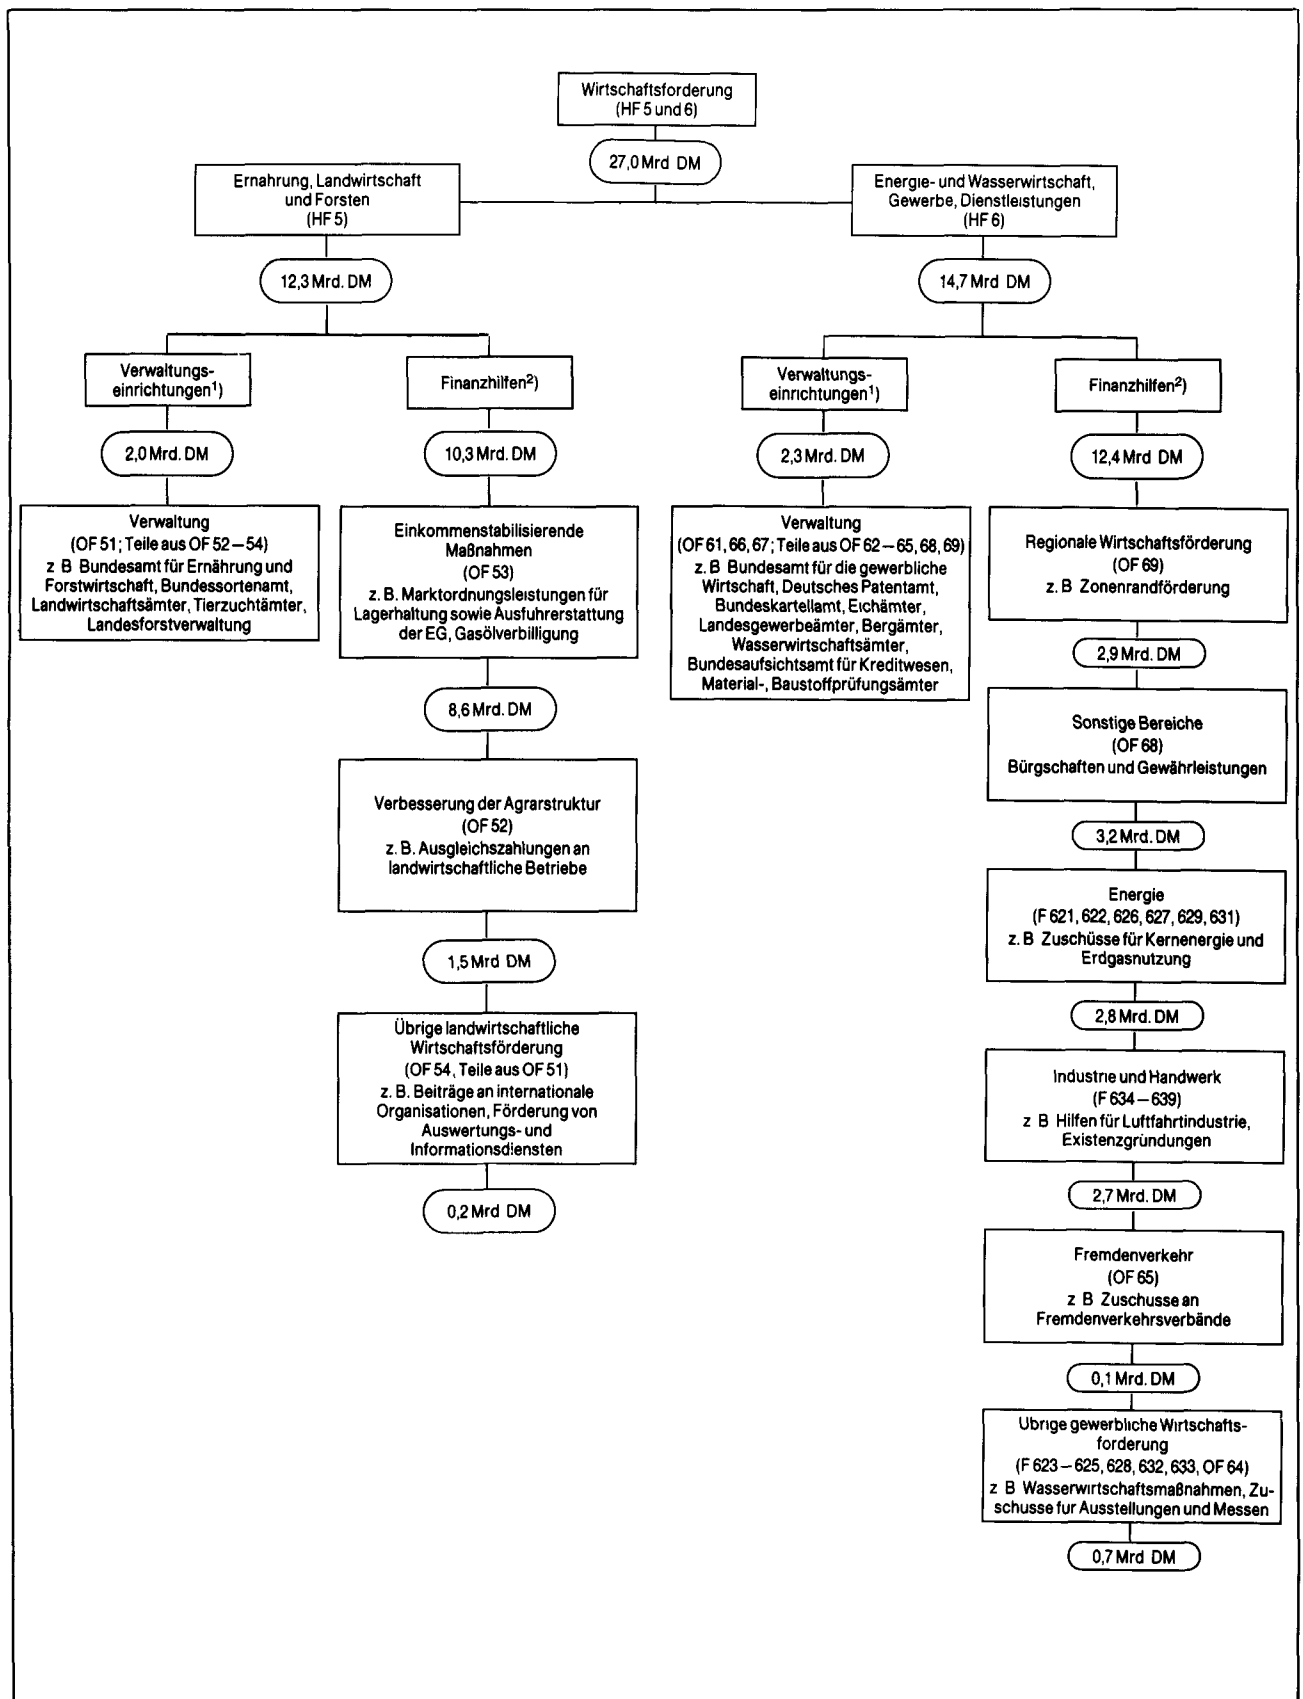 Wirtschaftsforderung
(HF 5 und 6)
27,0 Mrd DM
Ernahrung, Landwirtschaft
und Forsten
(HF 5)
12,3 Mrd. DM
Energie- und Wasserwirtschaft,
Gewerbe, Dienstleistungen
(HF 6)
14,7 Mrd DM
Verwaltungs-
einrichtungen¹)
2,0 Mrd. DM
Verwaltung
(OF 51; Teile aus OF 52 – 54)
z B Bundesamt für Ernährung und
Forstwirtschaft, Bundessortenamt,
Landwirtschaftsämter, Tierzuchtämter,
Landesforstverwaltung
Finanzhilfen²)
10,3 Mrd. DM
Einkommenstabilisierende
Maßnahmen
(OF 53)
z. B. Marktordnungsleistungen für
Lagerhaltung sowie Ausfuhrerstattung
der EG, Gasölverbilligung
8,6 Mrd. DM
Verbesserung der Agrarstruktur
(OF 52)
z. B. Ausgleichszahlungen an
landwirtschaftliche Betriebe
1,5 Mrd DM
Übrige landwirtschaftliche
Wirtschaftsförderung
(OF 54, Teile aus OF 51)
z. B. Beiträge an internationale
Organisationen, Förderung von
Auswertungs- und
Informationsdiensten
0,2 Mrd DM
Verwaltungs-
einrichtungen¹)
2,3 Mrd. DM
Verwaltung
(OF 61, 66, 67; Teile aus OF 62 – 65, 68, 69)
z. B Bundesamt für die gewerbliche
Wirtschaft, Deutsches Patentamt,
Bundeskartellamt, Eichämter,
Landesgewerbeämter, Bergämter,
Wasserwirtschaftsämter,
Bundesaufsichtsamt für Kreditwesen,
Material-, Baustoffprüfungsämter
Finanzhilfen²)
12,4 Mrd DM
Regionale Wirtschaftsförderung
(OF 69)
z. B Zonenrandförderung
2,9 Mrd. DM
Sonstige Bereiche
(OF 68)
Bürgschaften und Gewährleistungen
3,2 Mrd. DM
Energie
(F 621, 622, 626, 627, 629, 631)
z. B Zuschüsse für Kernenergie und
Erdgasnutzung
2,8 Mrd. DM
Industrie und Handwerk
(F 634 – 639)
z B Hilfen für Luftfahrtindustrie,
Existenzgründungen
2,7 Mrd. DM
Fremdenverkehr
(OF 65)
z B Zuschusse an
Fremdenverkehrsverbände
0,1 Mrd. DM
Ubrige gewerbliche Wirtschafts-
forderung
(F 623 – 625, 628, 632, 633, OF 64)
z B Wasserwirtschaftsmaßnahmen, Zu-
schusse fur Ausstellungen und Messen
0,7 Mrd DM